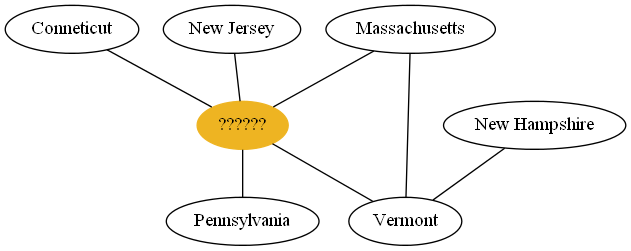 Conneticut
New Jersey
Massachusetts
??????
New Hampshire
Pennsylvania
Vermont